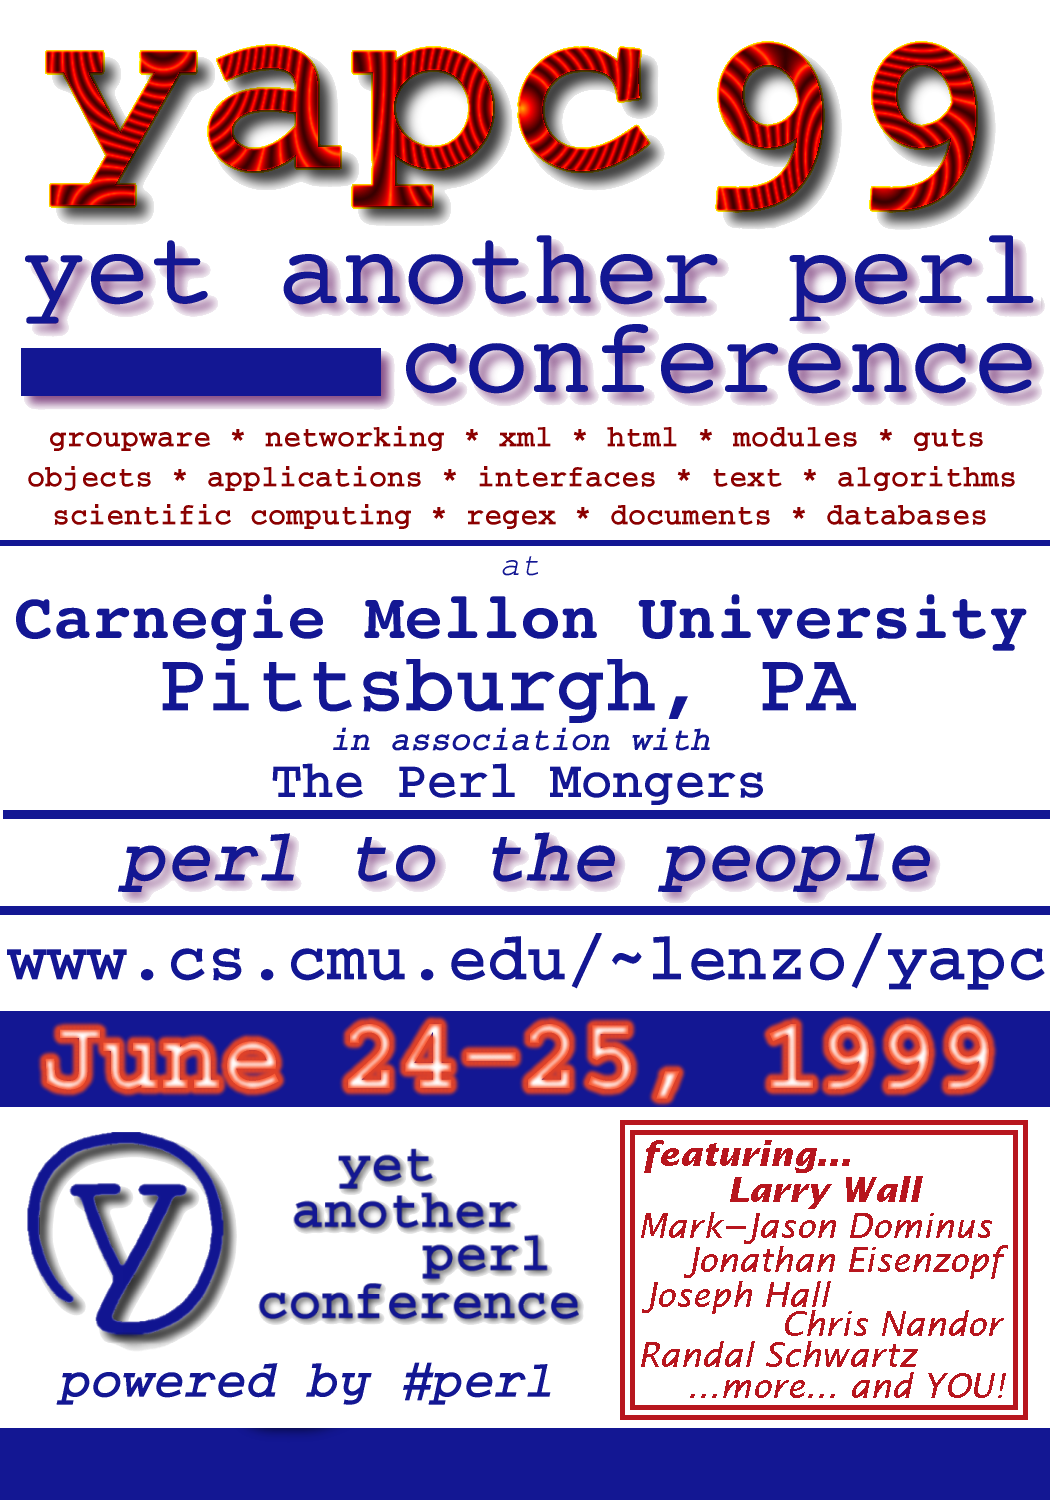 yapc 99
yet another perl
conference
groupware * networking * xml * html * modules * guts
objects * applications * interfaces * text * algorithms
scientific computing * regex * documents * databases
at
Carnegie Mellon University
Pittsburgh, PA
in association with
The Perl Mongers
perl to the people
www.cs.cmu.edu/~lenzo/yapc
June 24-25, 1999
y
yet
another
perl
conference
powered by #perl
featuring...
Larry Wall
Mark-Jason Dominus
Jonathan Eisenzopf
Joseph Hall
Chris Nandor
Randal Schwartz
...more... and YOU!